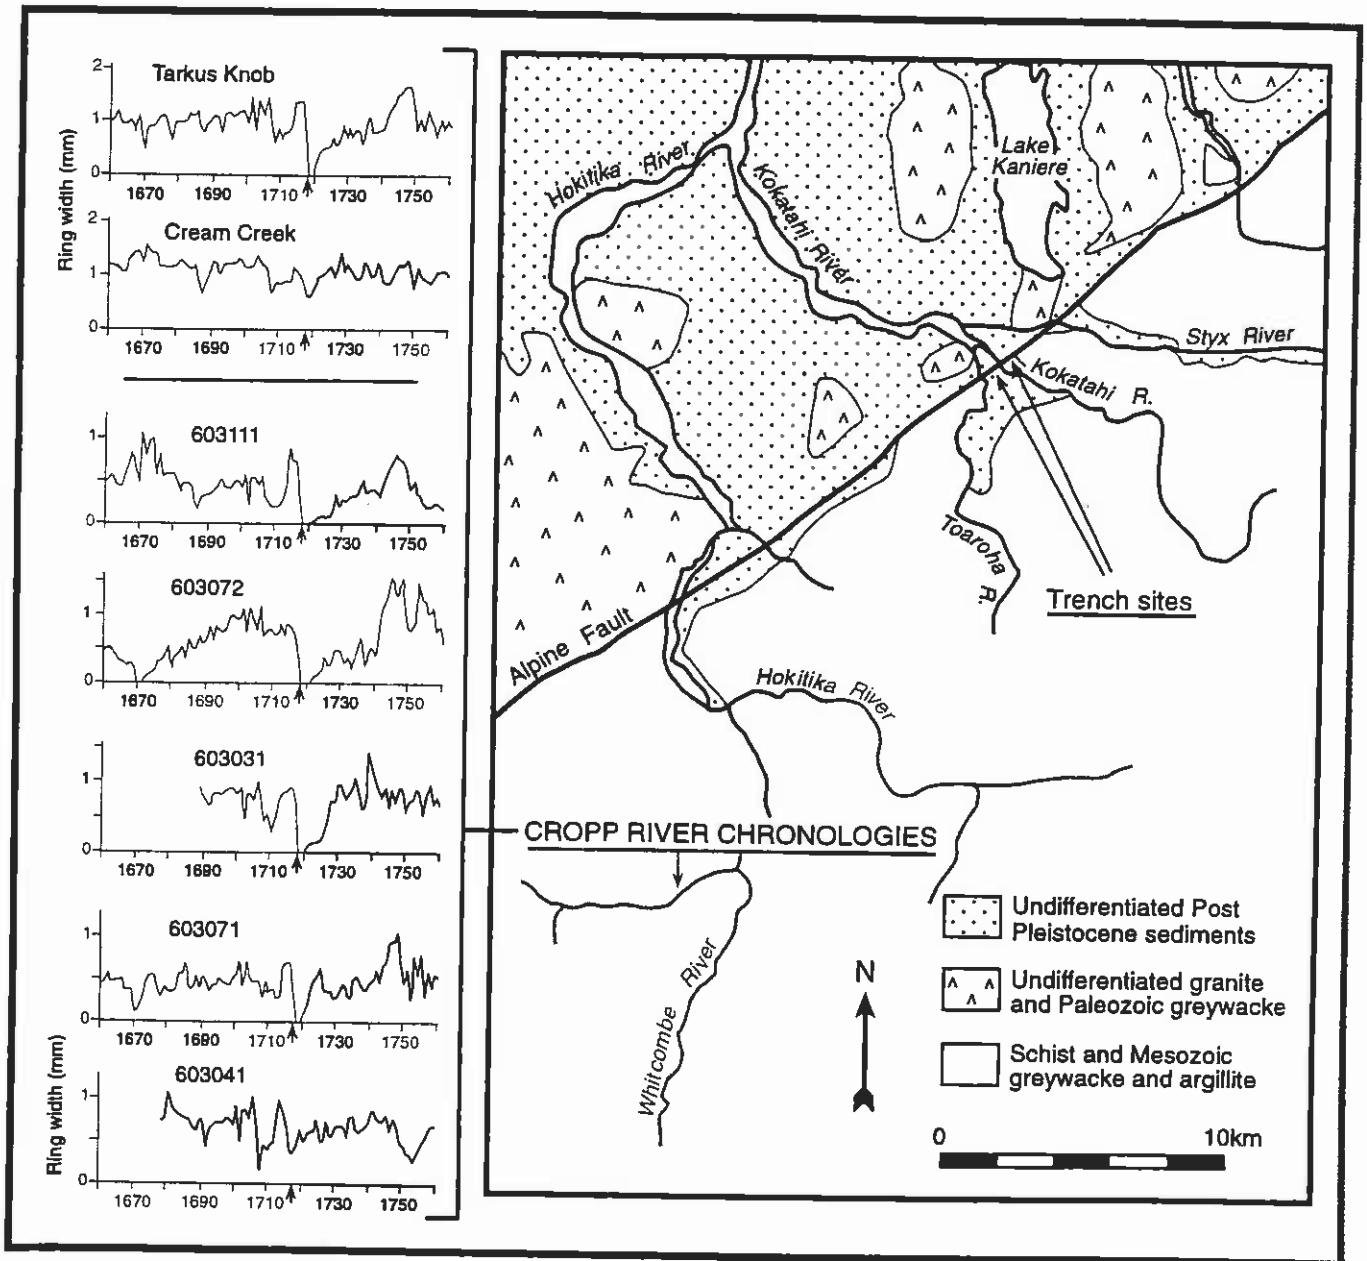 Tarkus Knob
2
1
0
1670 1690 1710 1730 1750
Ring width (mm)
Cream Creek
2
1
0
1670 1690 1710 1730 1750
603111
1
0
1670 1690 1710 1730 1750
603072
1
0
1670 1690 1710 1730 1750
603031
1
0
1670 1690 1710 1730 1750
603071
1
0
1670 1690 1710 1730 1750
Ring width (mm)
603041
1
0
1670 1690 1710 1730 1750
Hokitika River
Kokatahi River
Lake
Kaniere
Styx River
Kokatahi R.
Toaroha R.
Trench sites
Alpine Fault
Hokitika River
CROPP RIVER CHRONOLOGIES
Whitcombe River
N
Undifferentiated Post
Pleistocene sediments
Undifferentiated granite
and Paleozoic greywacke
Schist and Mesozoic
greywacke and argillite
0 10km